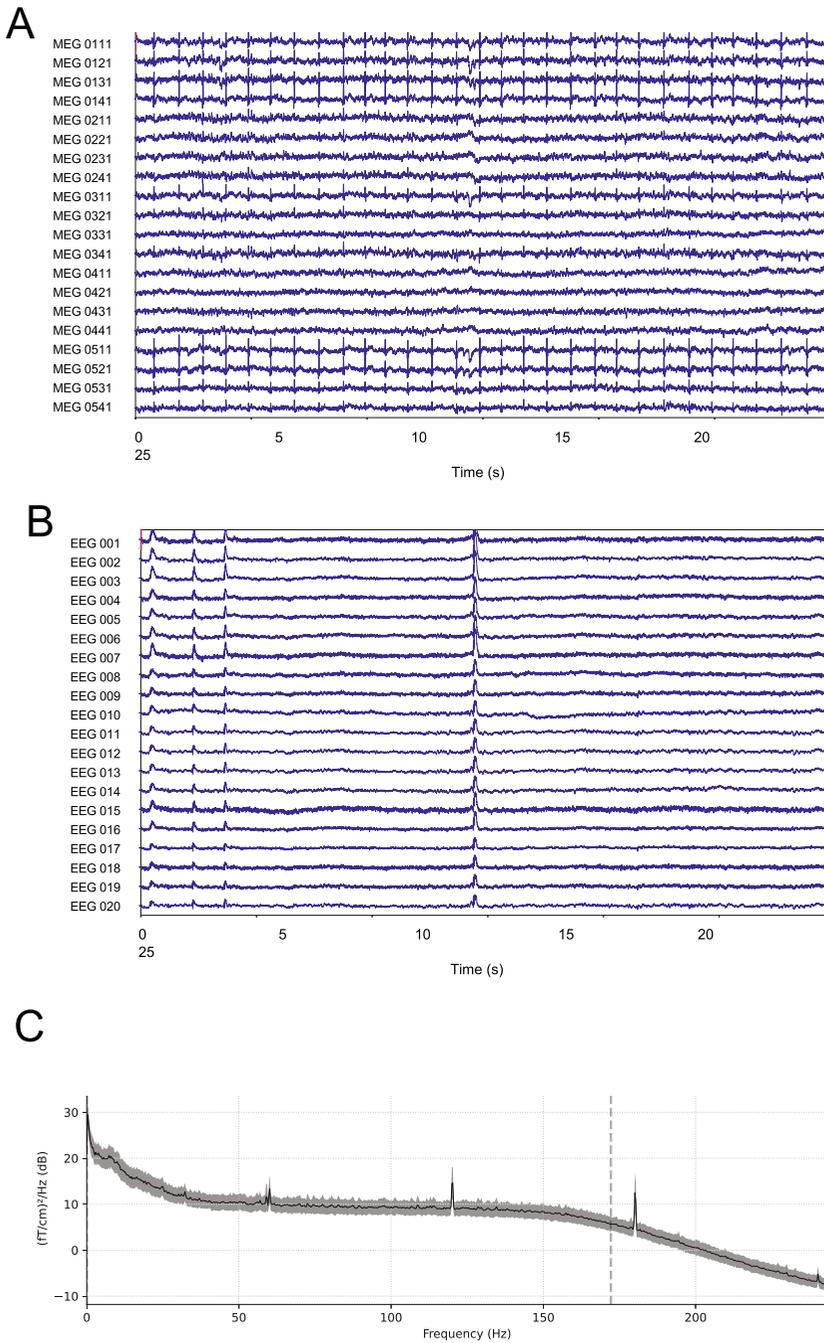 A
MEG 0111
MEG 0121
MEG 0131
MEG 0141
MEG 0211
MEG 0221
MEG 0231
MEG 0241
MEG 0311
MEG 0321
MEG 0331
MEG 0341
MEG 0411
MEG 0421
MEG 0431
MEG 0441
MEG 0511
MEG 0521
MEG 0531
MEG 0541
0 5 10 15 20
25
Time (s)
B
EEG 001
EEG 002
EEG 003
EEG 004
EEG 005
EEG 006
EEG 007
EEG 008
EEG 009
EEG 010
EEG 011
EEG 012
EEG 013
EEG 014
EEG 015
EEG 016
EEG 017
EEG 018
EEG 019
EEG 020
0 5 10 15 20
25
Time (s)
C
(fT/cm)²/Hz (dB)
30
20
10
0
−10
0 50 100 150 200
Frequency (Hz)